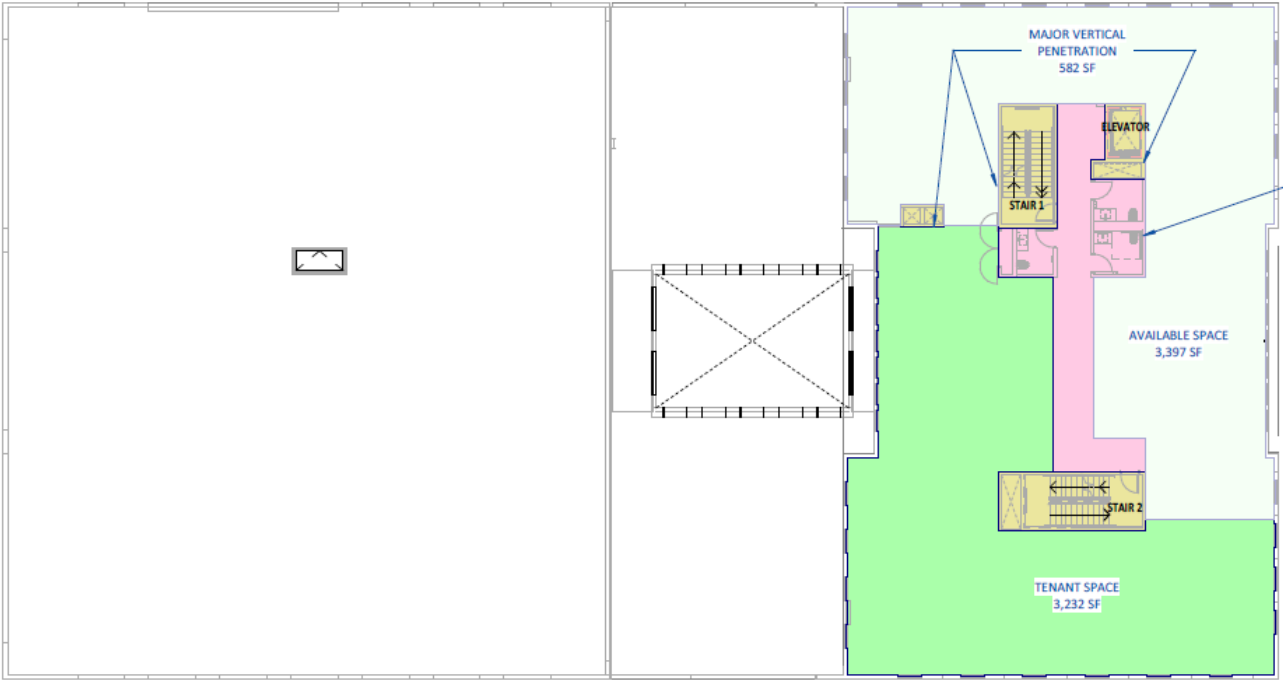 MAJOR VERTICAL
PENETRATION
582 SF
ELEVATOR
STAIR 1
AVAILABLE SPACE
3,397 SF
STAIR 2
TENANT SPACE
3,232 SF